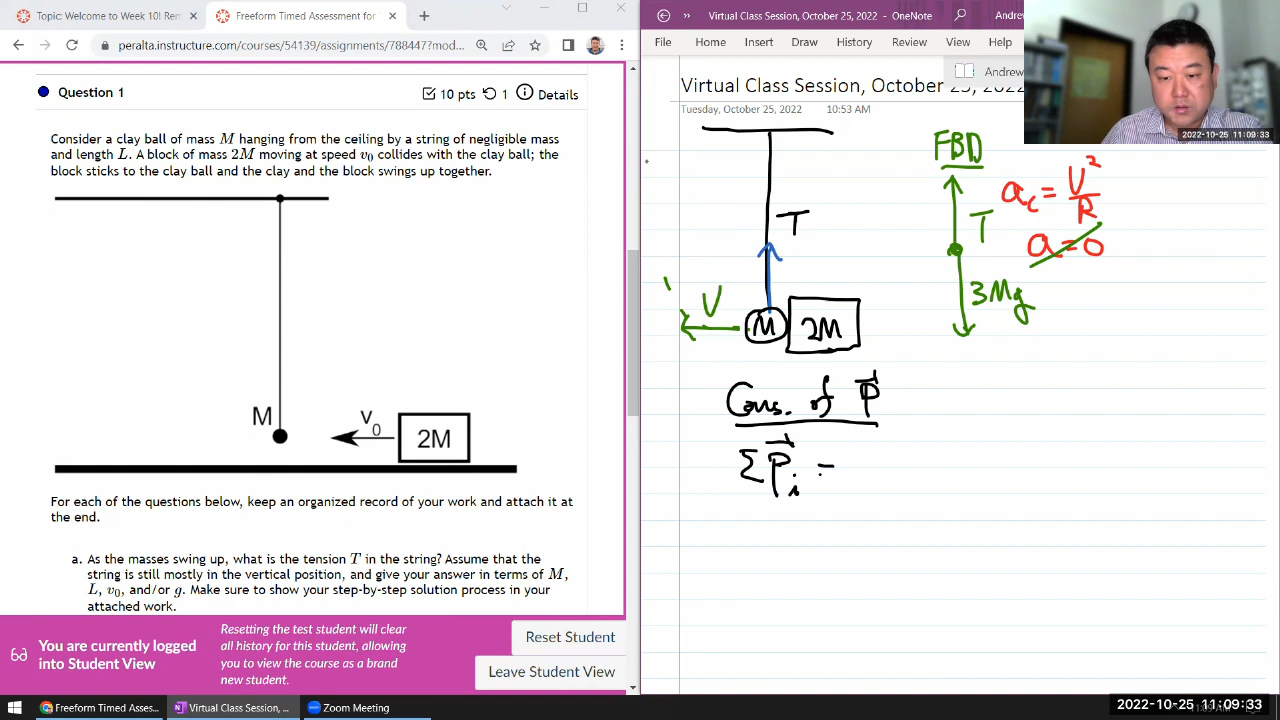 Topic: Welcome to Week 10! Rem
Freeform Timed Assessment for
peralta.instructure.com/courses/54139/assignments/788447?mod...
Question 1
10 pts
1
Details
Consider a clay ball of mass M hanging from the ceiling by a string of negligible mass
and length L. A block of mass 2M moving at speed v₀ collides with the clay ball; the
block sticks to the clay ball and the clay and the block swings up together.
M
v₀
2M
For each of the questions below, keep an organized record of your work and attach it at
the end.
a. As the masses swing up, what is the tension T in the string? Assume that the
string is still mostly in the vertical position, and give your answer in terms of M,
L, v₀, and/or g. Make sure to show your step-by-step solution process in your
attached work.
You are currently logged
into Student View
Resetting the test student will clear
all history for this student, allowing
you to view the course as a brand
new student.
Reset Student
Leave Student View
Virtual Class Session, October 25, 2022 - OneNote
Andrew
File
Home
Insert
Draw
History
Review
View
Help
Andrew
Virtual Class Session, October 25, 2022
Tuesday, October 25, 2022
10:53 AM
T
V
M
2M
FBD
T
3Mg
a_c = V²/R
a = 0
Cons. of P⃗
ΣP⃗ᵢ =
2022-10-25 11:09:33
Freeform Timed Asses...
Virtual Class Session, ...
Zoom Meeting
2022-10-25 11:09:33